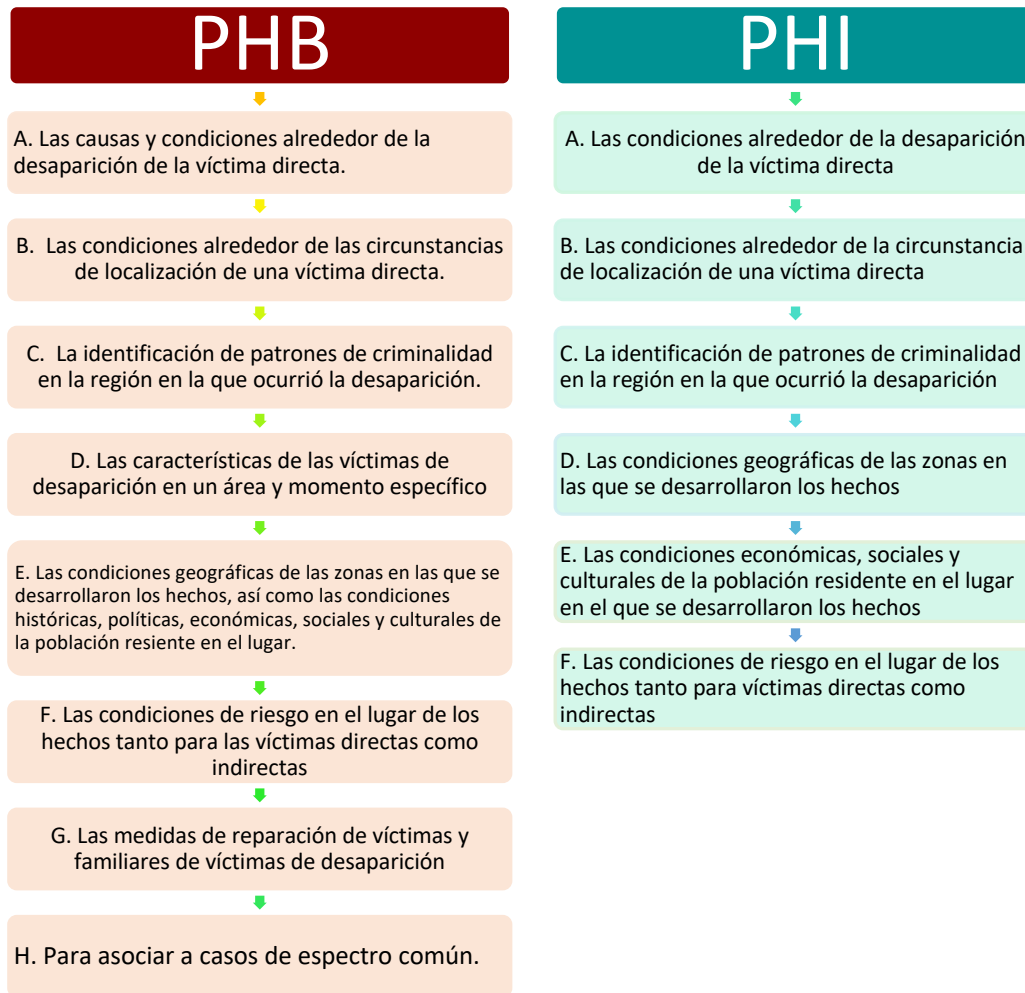 PHB
A. Las causas y condiciones alrededor de la
desaparición de la víctima directa.
B. Las condiciones alrededor de las circunstancias
de localización de una víctima directa.
C. La identificación de patrones de criminalidad
en la región en la que ocurrió la desaparición.
D. Las características de las víctimas de
desaparición en un área y momento específico
E. Las condiciones geográficas de las zonas en las que se
desarrollaron los hechos, así como las condiciones
históricas, políticas, económicas, sociales y culturales de
la población resiente en el lugar.
F. Las condiciones de riesgo en el lugar de los
hechos tanto para las víctimas directas como
indirectas
G. Las medidas de reparación de víctimas y
familiares de víctimas de desaparición
H. Para asociar a casos de espectro común.
PHI
A. Las condiciones alrededor de la desaparición
de la víctima directa
B. Las condiciones alrededor de la circunstancia
de localización de una víctima directa
C. La identificación de patrones de criminalidad
en la región en la que ocurrió la desaparición
D. Las condiciones geográficas de las zonas en
las que se desarrollaron los hechos
E. Las condiciones económicas, sociales y
culturales de la población residente en el lugar
en el que se desarrollaron los hechos
F. Las condiciones de riesgo en el lugar de los
hechos tanto para víctimas directas como
indirectas